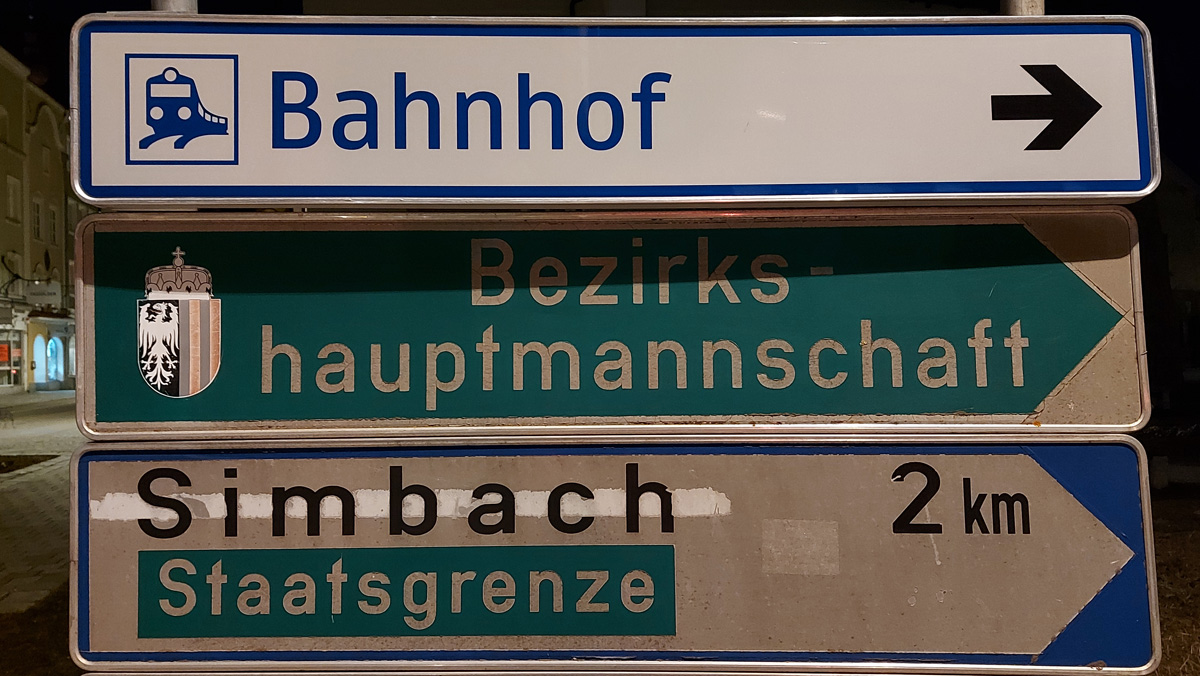 Bahnhof
Bezirks-
hauptmannschaft
Simbach 2 km
Staatsgrenze